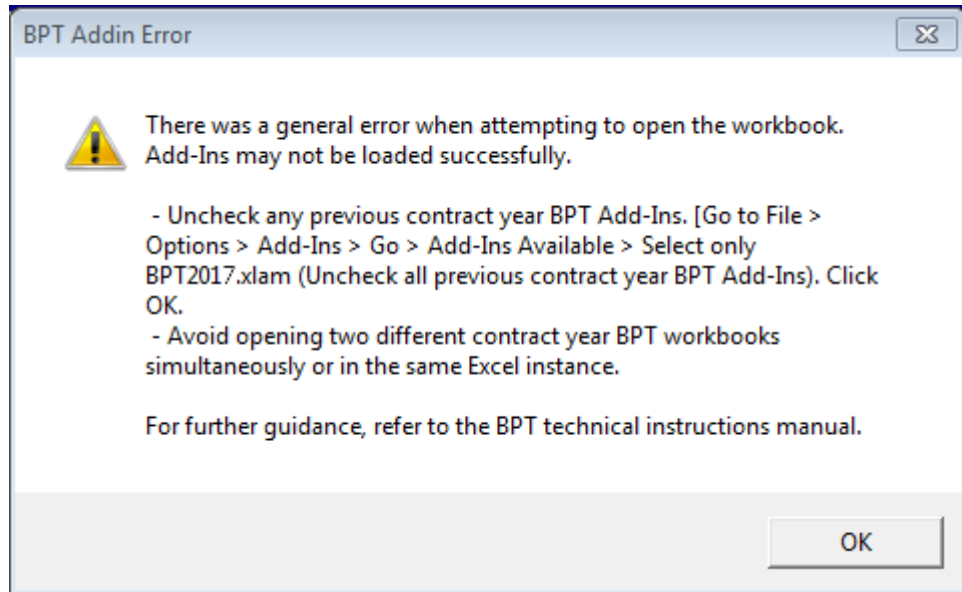 BPT Addin Error
There was a general error when attempting to open the workbook.
Add-Ins may not be loaded successfully.
- Uncheck any previous contract year BPT Add-Ins. [Go to File >
Options > Add-Ins > Go > Add-Ins Available > Select only
BPT2017.xlam (Uncheck all previous contract year BPT Add-Ins). Click
OK.
- Avoid opening two different contract year BPT workbooks
simultaneously or in the same Excel instance.
For further guidance, refer to the BPT technical instructions manual.
OK